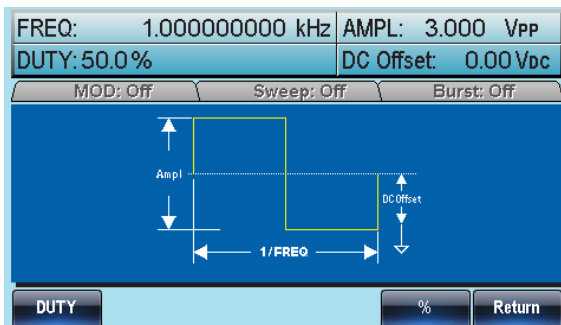 FREQ: 1.000000000 kHz AMPL: 3.000 VPP
DUTY: 50.0% DC Offset: 0.00 VDC
MOD: Off Sweep: Off Burst: Off
Ampl
DC Offset
1/FREQ
DUTY % Return